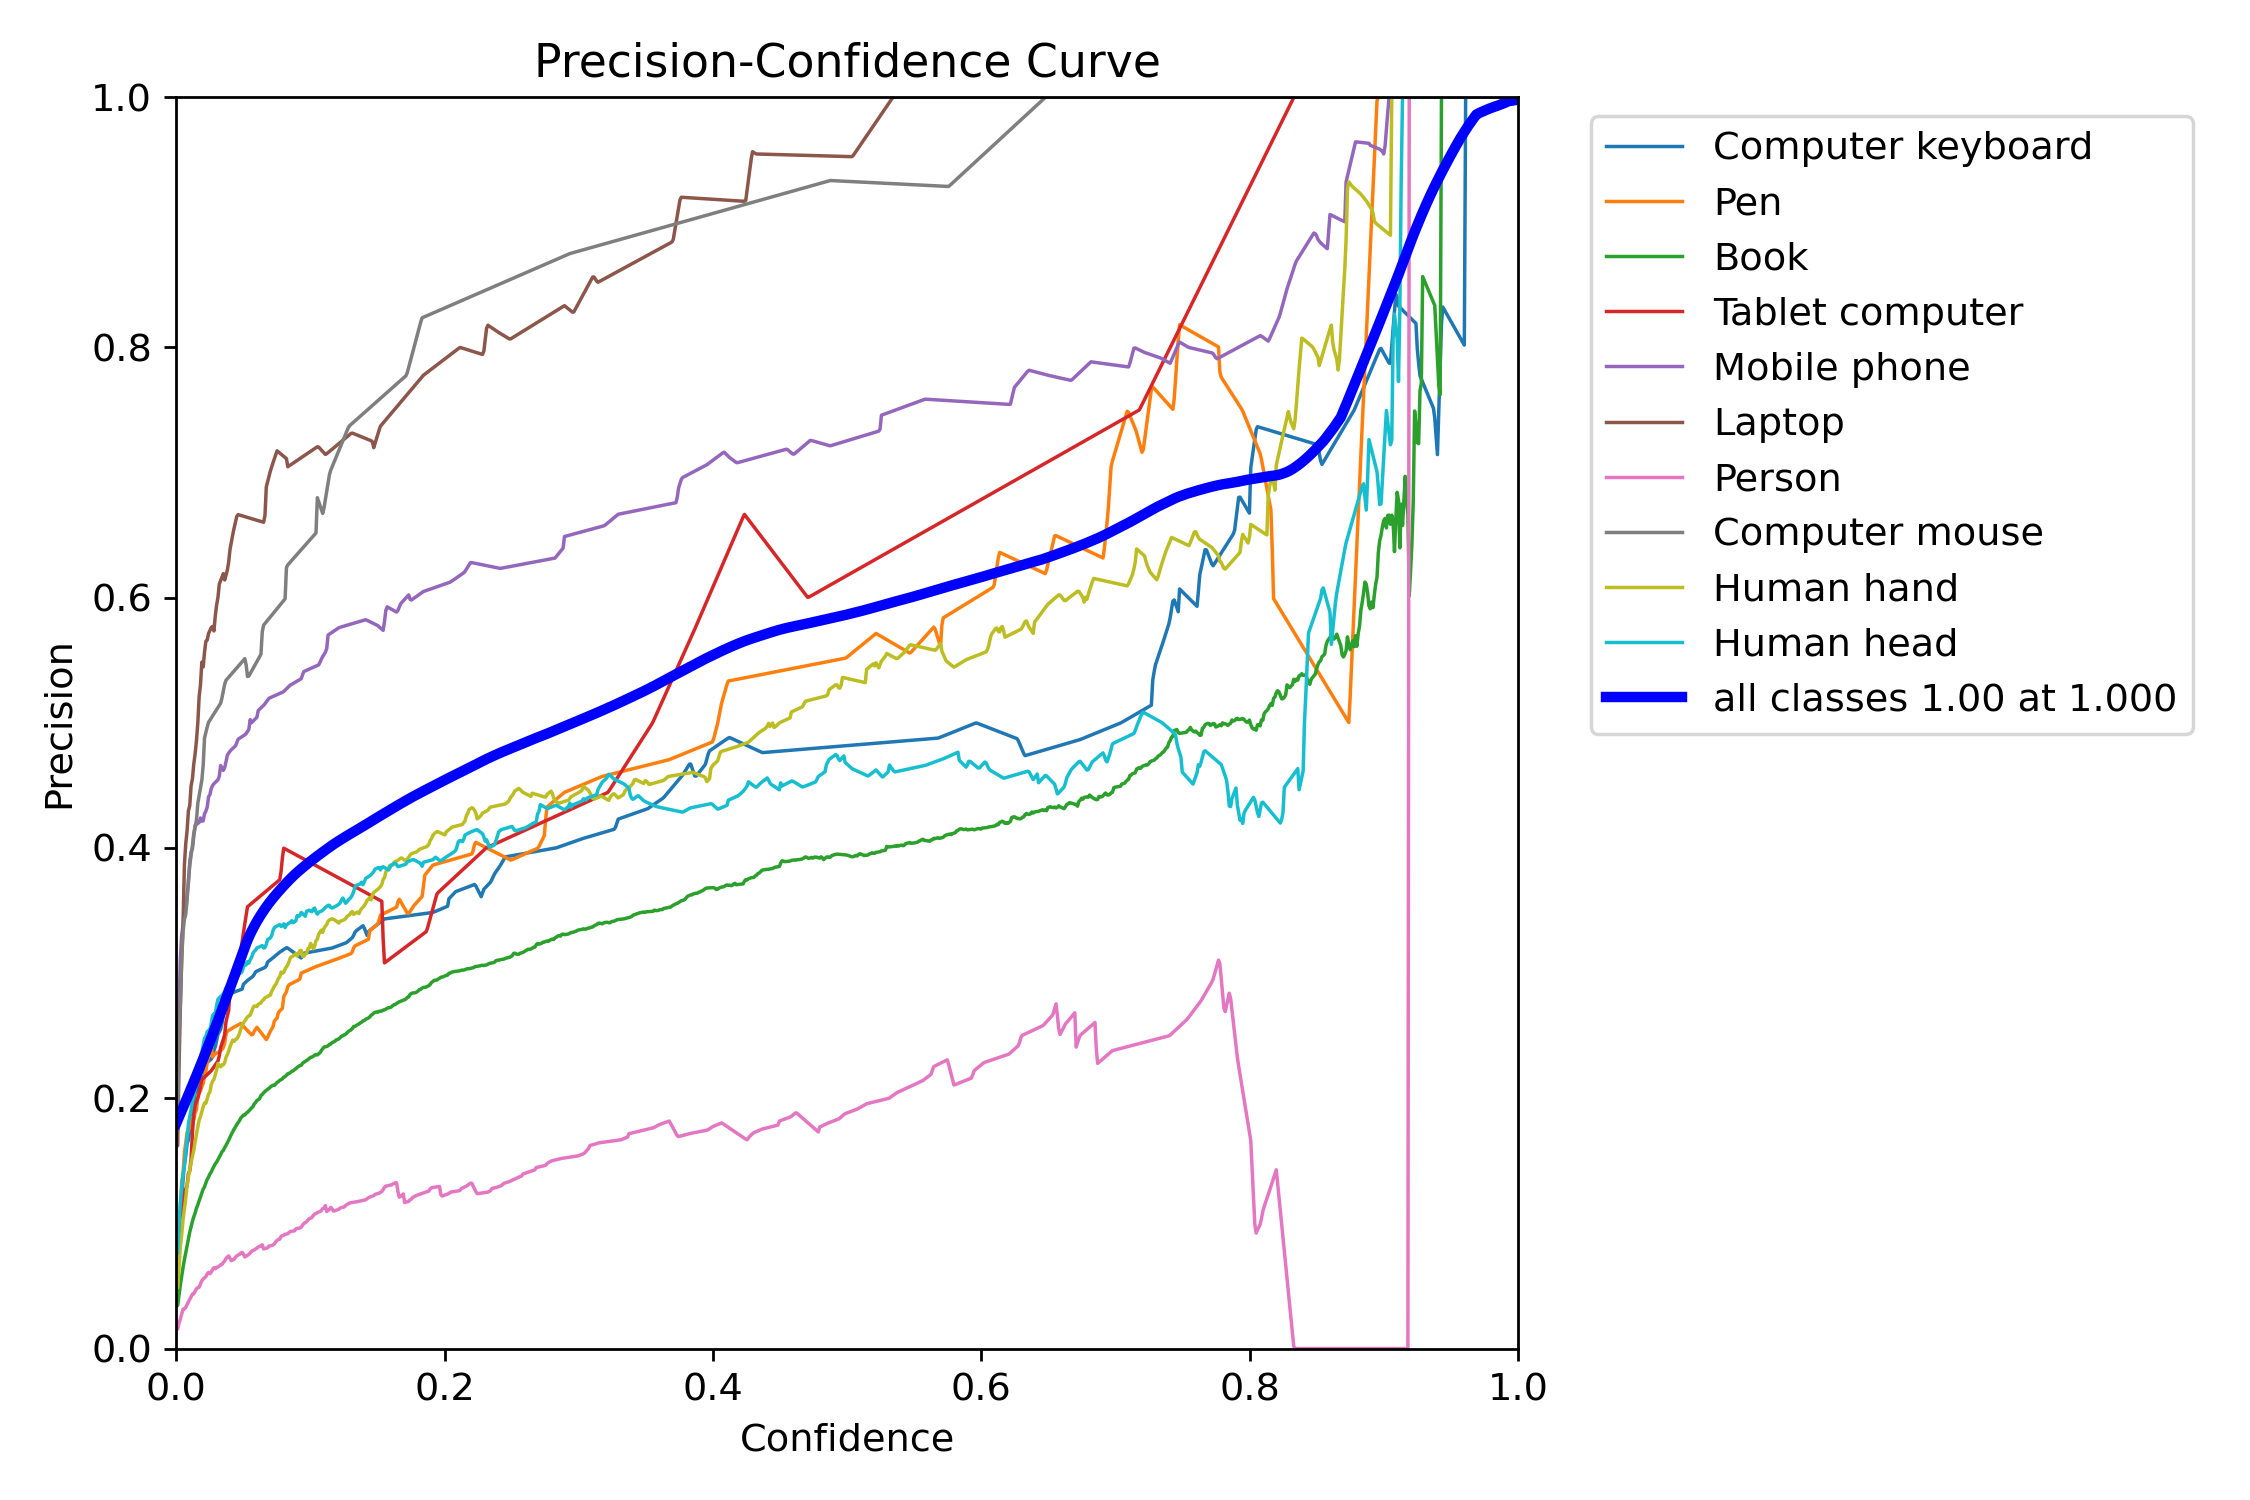 Precision-Confidence Curve
1.0
0.8
0.6
0.4
0.2
0.0
Precision
0.0 0.2 0.4 0.6 0.8 1.0
Confidence
Computer keyboard
Pen
Book
Tablet computer
Mobile phone
Laptop
Person
Computer mouse
Human hand
Human head
all classes 1.00 at 1.000